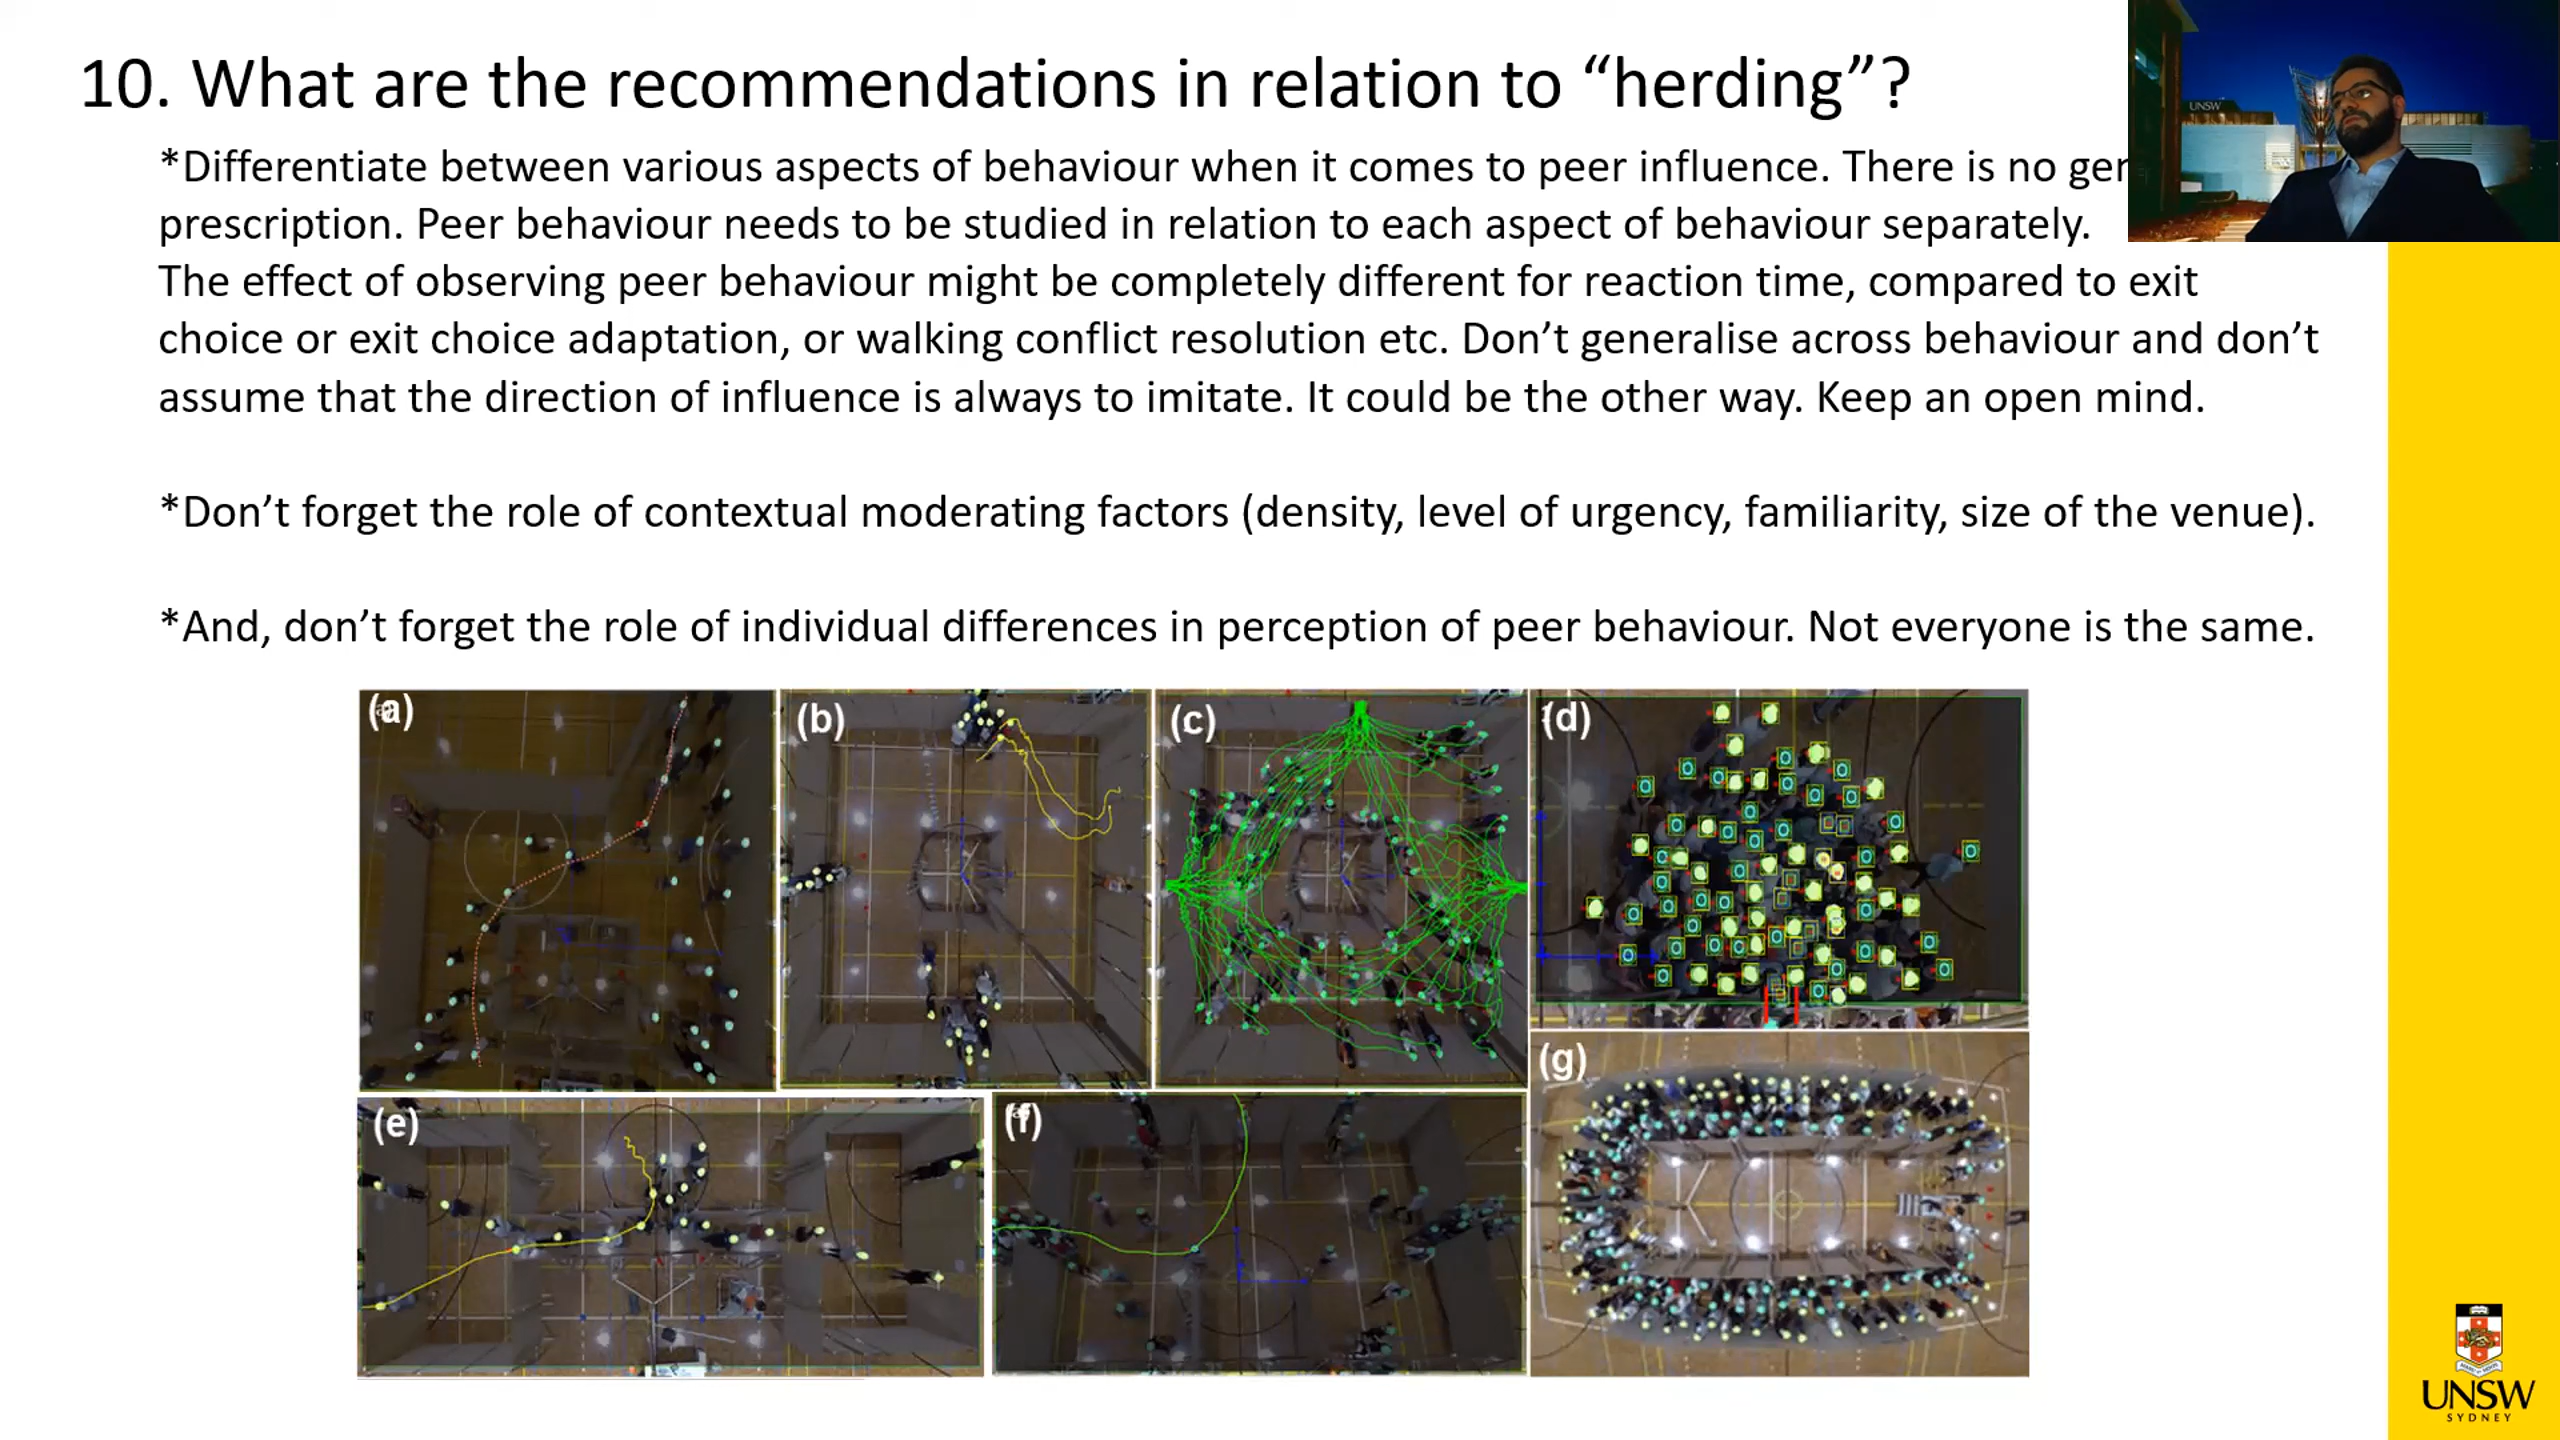 10. What are the recommendations in relation to “herding”?
UNSW
*Differentiate between various aspects of behaviour when it comes to peer influence. There is no
prescription. Peer behaviour needs to be studied in relation to each aspect of behaviour separately.
The effect of observing peer behaviour might be completely different for reaction time, compared to exit
choice or exit choice adaptation, or walking conflict resolution etc. Don’t generalise across behaviour and don’t
assume that the direction of influence is always to imitate. It could be the other way. Keep an open mind.
*Don’t forget the role of contextual moderating factors (density, level of urgency, familiarity, size of the venue).
*And, don’t forget the role of individual differences in perception of peer behaviour. Not everyone is the same.
(a)
(b)
(c)
(d)
(e)
(f)
(g)
UNSW
SYDNEY